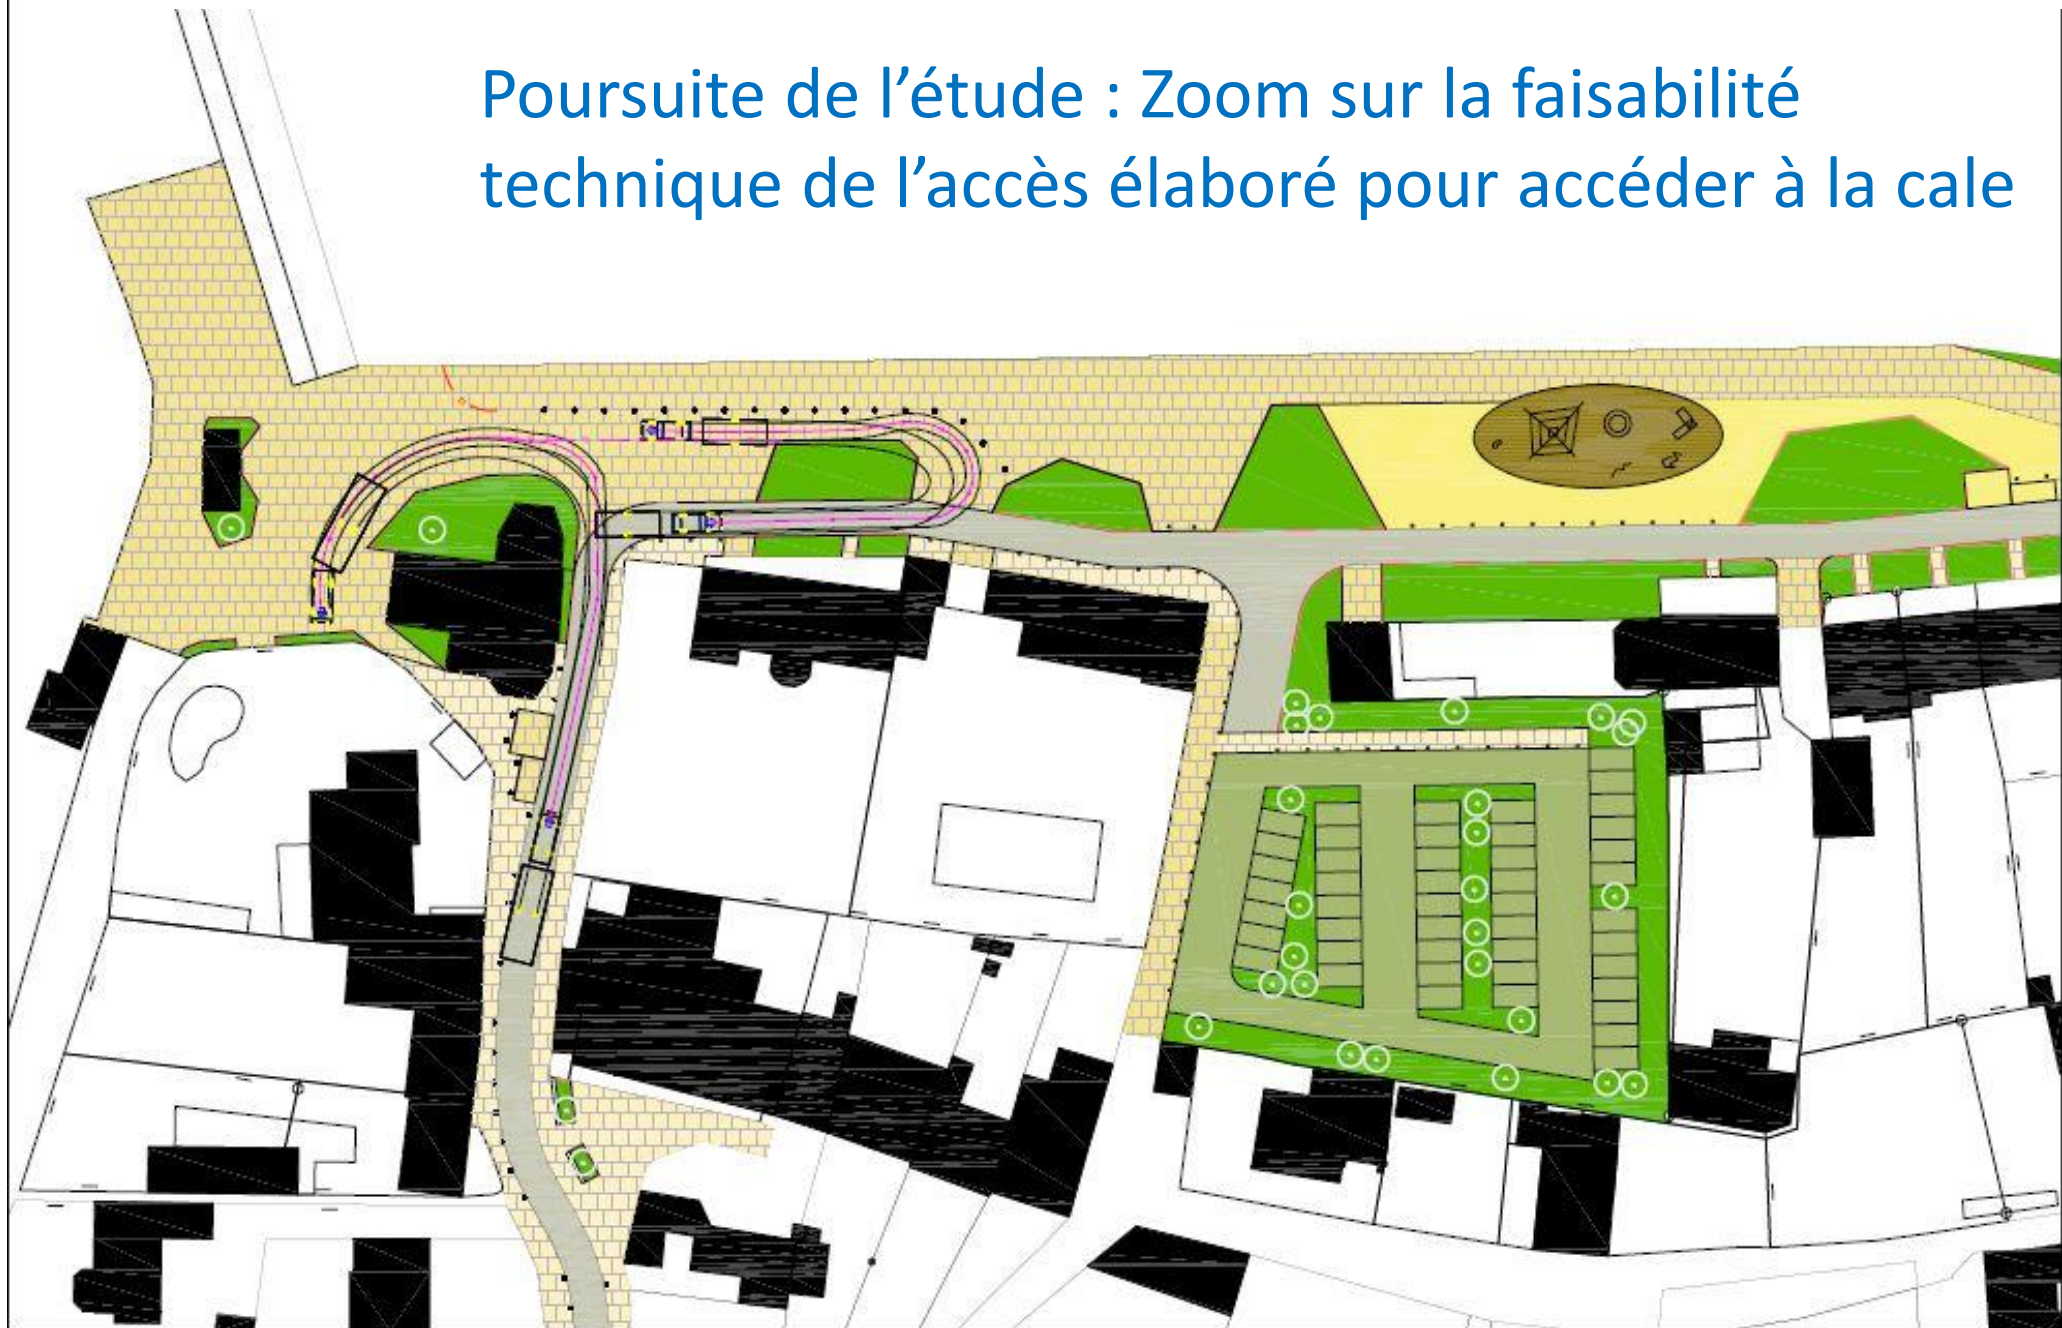 Poursuite de l’étude : Zoom sur la faisabilité
technique de l’accès élaboré pour accéder à la cale